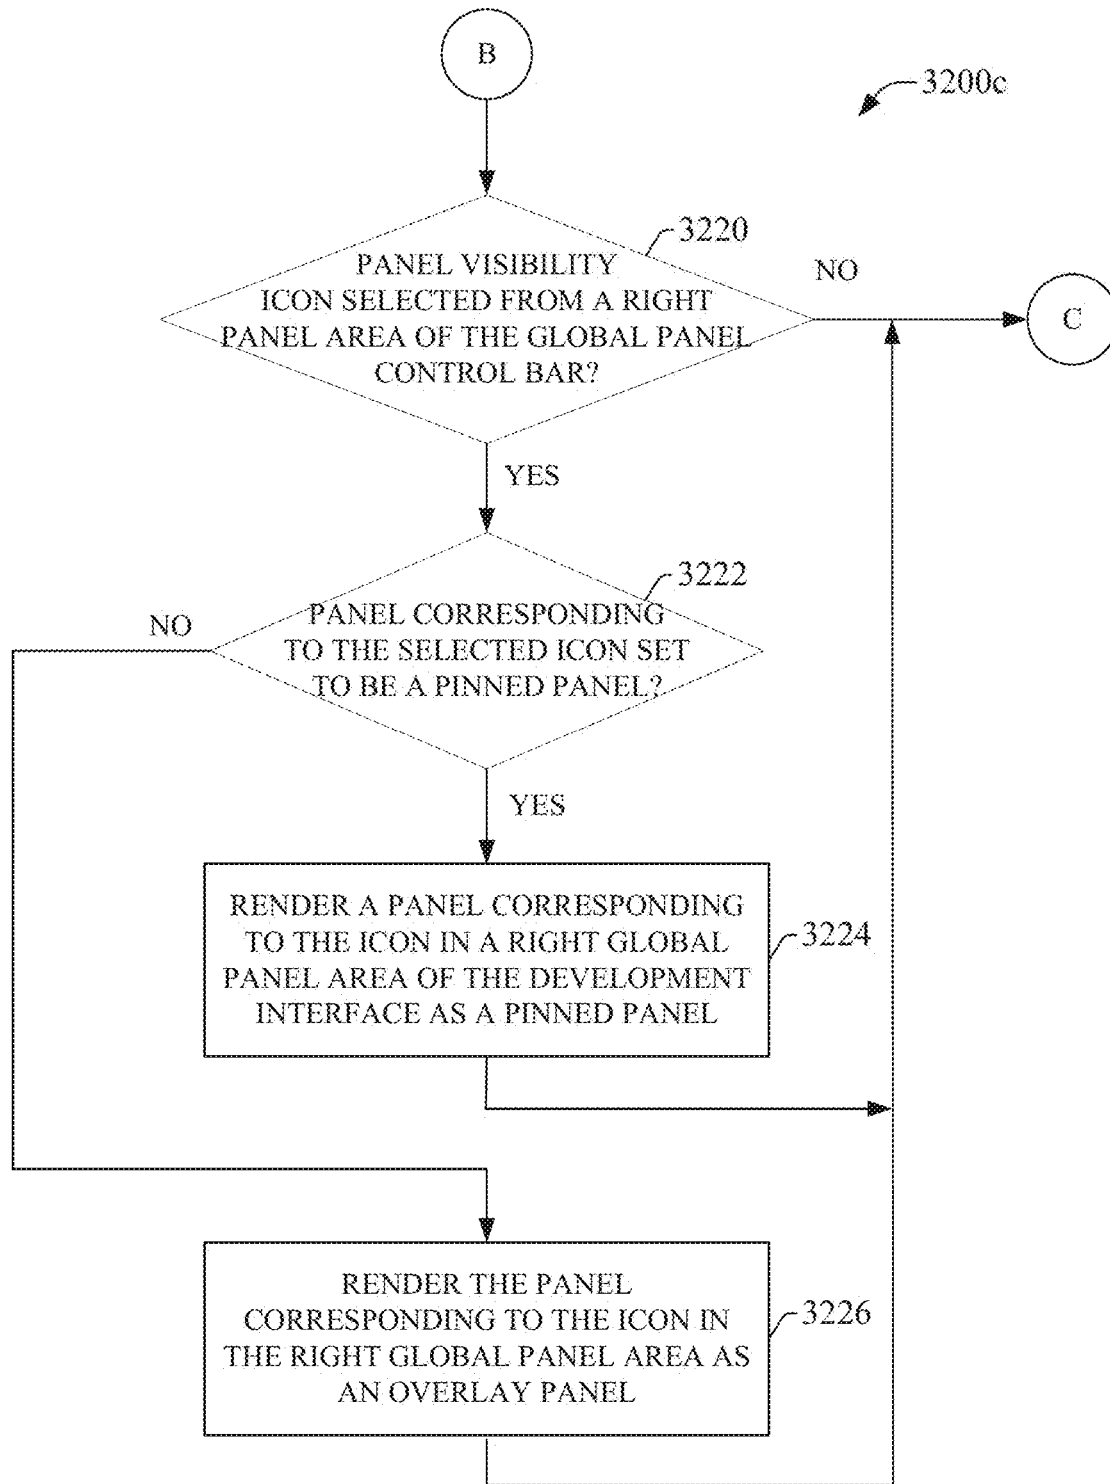 B
3200c
3220
PANEL VISIBILITY
ICON SELECTED FROM A RIGHT
PANEL AREA OF THE GLOBAL PANEL
CONTROL BAR?
NO
C
YES
3222
PANEL CORRESPONDING
TO THE SELECTED ICON SET
TO BE A PINNED PANEL?
NO
YES
RENDER A PANEL CORRESPONDING
TO THE ICON IN A RIGHT GLOBAL
PANEL AREA OF THE DEVELOPMENT
INTERFACE AS A PINNED PANEL
3224
RENDER THE PANEL
CORRESPONDING TO THE ICON IN
THE RIGHT GLOBAL PANEL AREA AS
AN OVERLAY PANEL
3226